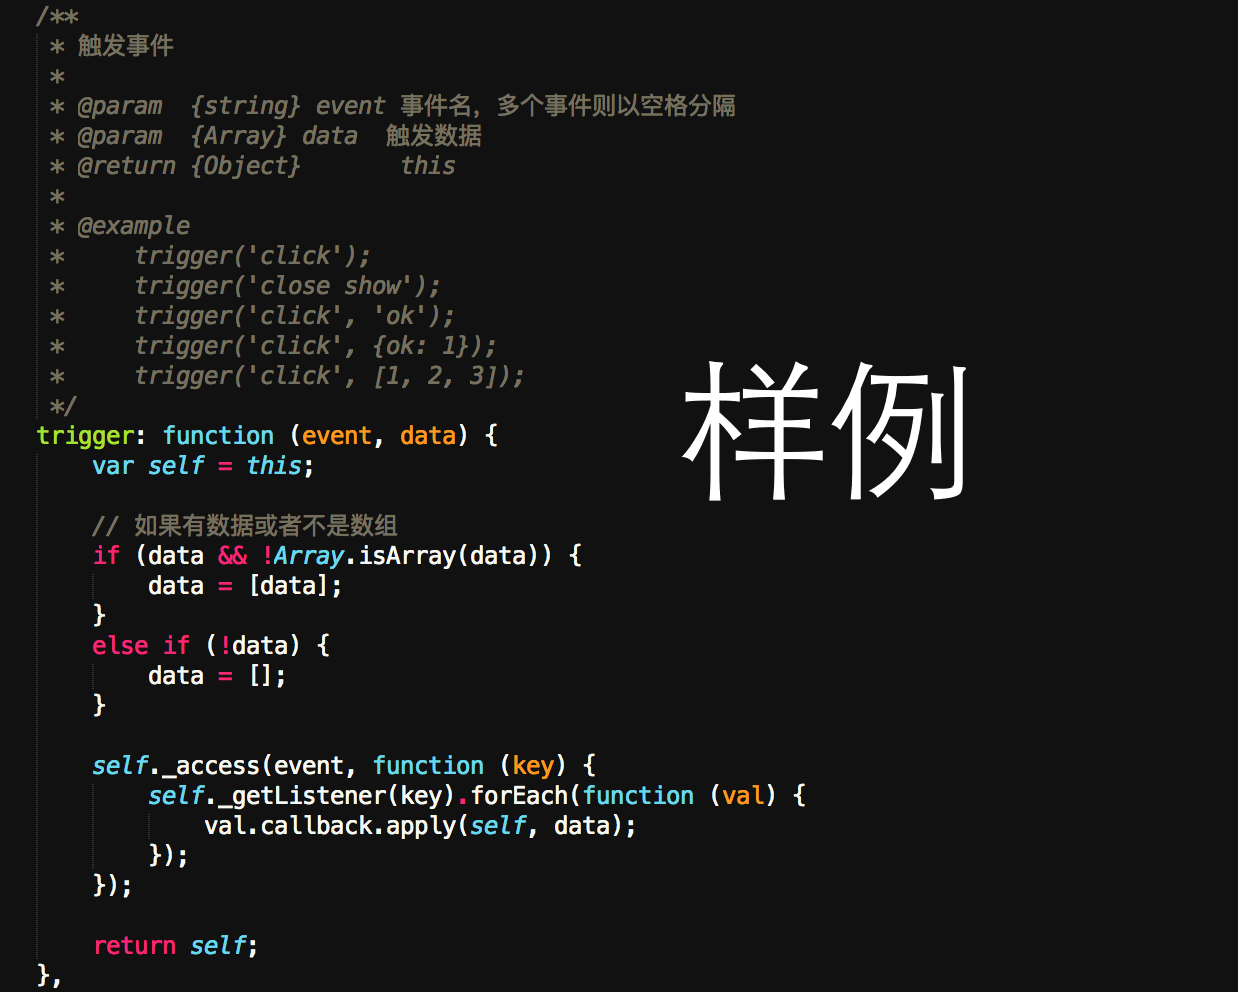 /**
 * 触发事件
 *
 * @param  {string} event 事件名，多个事件则以空格分隔
 * @param  {Array} data  触发数据
 * @return {Object}       this
 *
 * @example
 *     trigger('click');
 *     trigger('close show');
 *     trigger('click', 'ok');
 *     trigger('click', {ok: 1});
 *     trigger('click', [1, 2, 3]);
 */
trigger: function (event, data) {
    var self = this;

    // 如果有数据或者不是数组
    if (data && !Array.isArray(data)) {
        data = [data];
    }
    else if (!data) {
        data = [];
    }

    self._access(event, function (key) {
        self._getListener(key).forEach(function (val) {
            val.callback.apply(self, data);
        });
    });

    return self;
},
样例